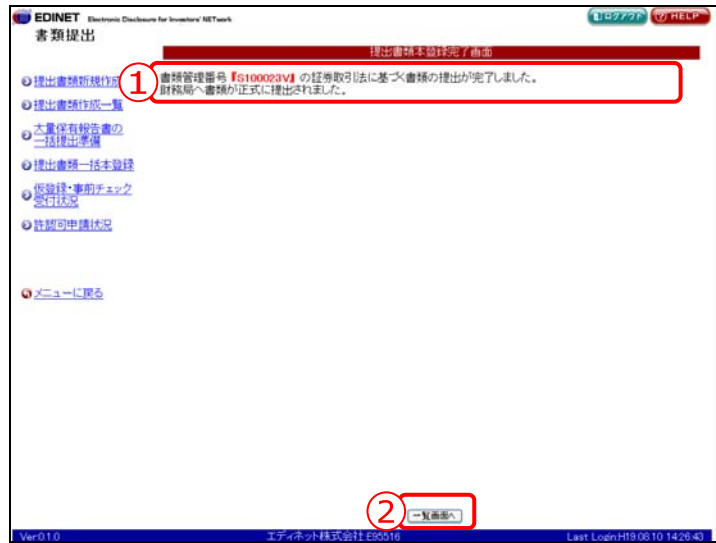 EDINET Electronic Disclosure for Investors' NETwork
ログアウト
HELP
書類提出
提出書類本登録完了画面
提出書類新規作成
提出書類作成一覧
大量保有報告書の
一括提出準備
提出書類一括本登録
仮登録・事前チェック
受付状況
許認可申請状況
メニューに戻る
①
書類管理番号『S100023V』の証券取引法に基づく書類の提出が完了しました。
財務局へ書類が正式に提出されました。
②
一覧画面へ
Ver.0.1.0
エディネット株式会社:E95516
Last Login:H19.08.10 14:26:43